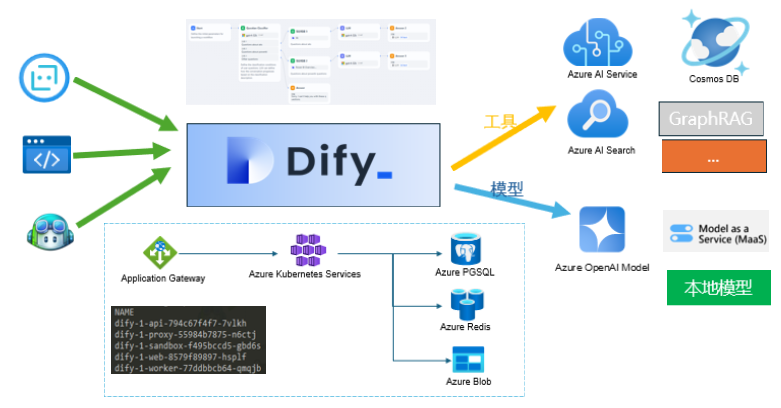 Dify_
工具
模型
Azure AI Service
Cosmos DB
Azure AI Search
GraphRAG
...
Azure OpenAI Model
Model as a
Service (MaaS)
本地模型
Application Gateway
Azure Kubernetes Services
Azure PGSQL
Azure Redis
Azure Blob
NAME
dify-1-api-794c67f4f7-7vlkh
dify-1-proxy-55984b7875-n6ctj
dify-1-sandbox-f495bccd5-gbd6s
dify-1-web-8579f89897-hsplf
dify-1-worker-77ddbbcb64-qmqjb